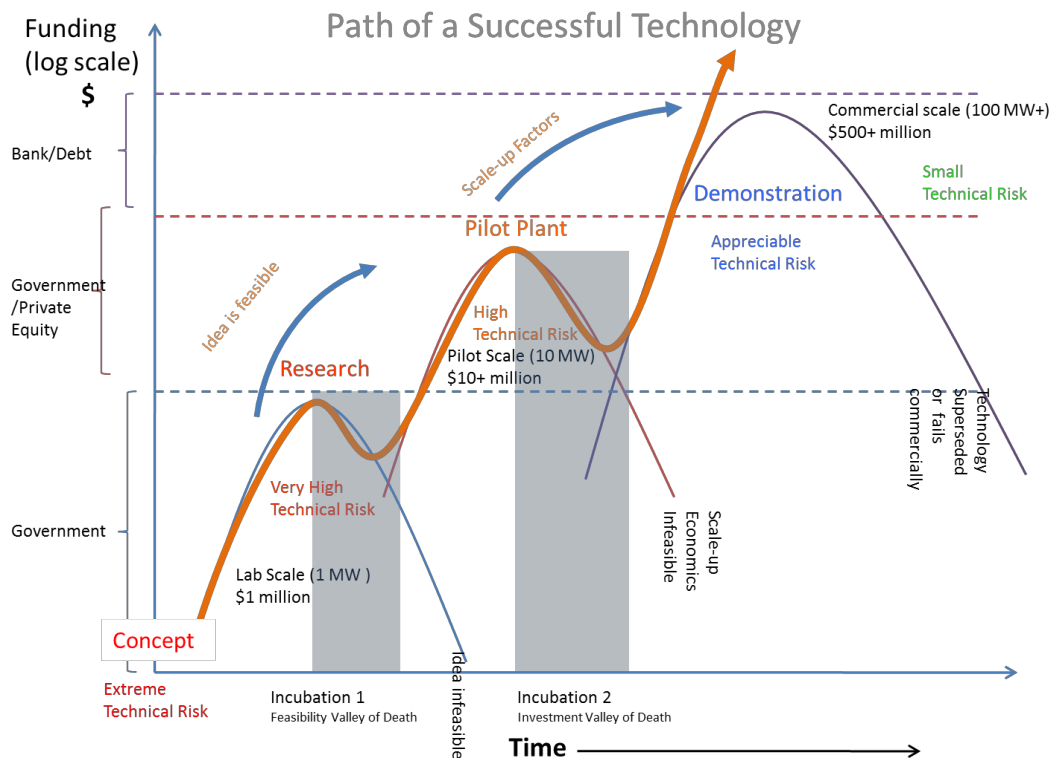 Path of a Successful Technology
Funding
(log scale)
$
Bank/Debt
Government
/Private
Equity
Government
Commercial scale (100 MW+)
$500+ million
Small
Technical Risk
Scale-up Factors
Demonstration
Appreciable
Technical Risk
Pilot Plant
High
Technical Risk
Pilot Scale (10 MW)
$10+ million
Idea is feasible
Research
Very High
Technical Risk
Lab Scale (1 MW )
$1 million
Concept
Extreme
Technical Risk
Technology
Superseded
or fails
commercially
Scale-up
Economics
Infeasible
Idea infeasible
Incubation 1
Feasibility Valley of Death
Incubation 2
Investment Valley of Death
Time